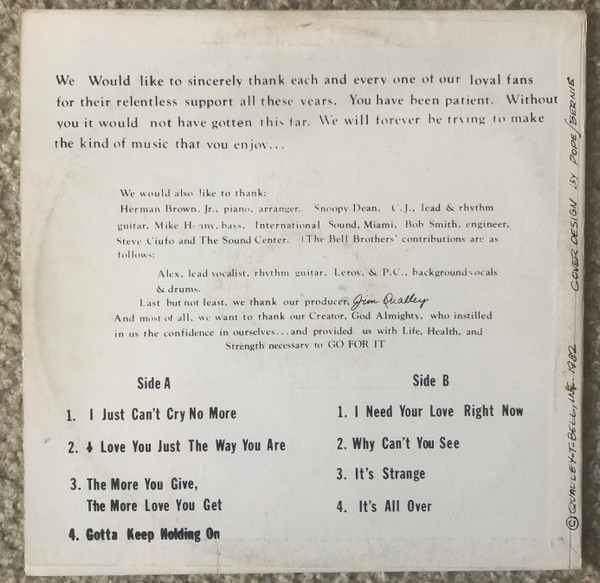 We Would like to sincerely thank each and every one of our loyal fans
for their relentless support all these years. You have been patient. Without
you it would not have gotten this far. We will forever be trying to make
the kind of music that you enjoy...
We would also like to thank:
Herman Brown, Jr., piano, arranger, Snoopy Dean, C.J., lead & rhythm
guitar, Mike bass, International Sound, Miami, Bob Smith, engineer,
Steve Ciufo and The Sound Center. (The Bell Brothers' contributions are as
follows:
Alex, lead vocalist, rhythm guitar, Leroy, & P.C., background vocals
& drums.
Last but not least, we thank our producer, Jim Qualley
And most of all, we want to thank our Creator, God Almighty, who instilled
in us the confidence in ourselves...and provided us with Life, Health, and
Strength necessary to GO FOR IT
Side A
1. I Just Can't Cry No More
2. I Love You Just The Way You Are
3. The More You Give,
The More Love You Get
4. Gotta Keep Holding On
Side B
1. I Need Your Love Right Now
2. Why Can't You See
3. It's Strange
4. It's All Over
© QUALLEY-T-BELL, INC. 1982 COVER DESIGN BY POPE/BERNIE